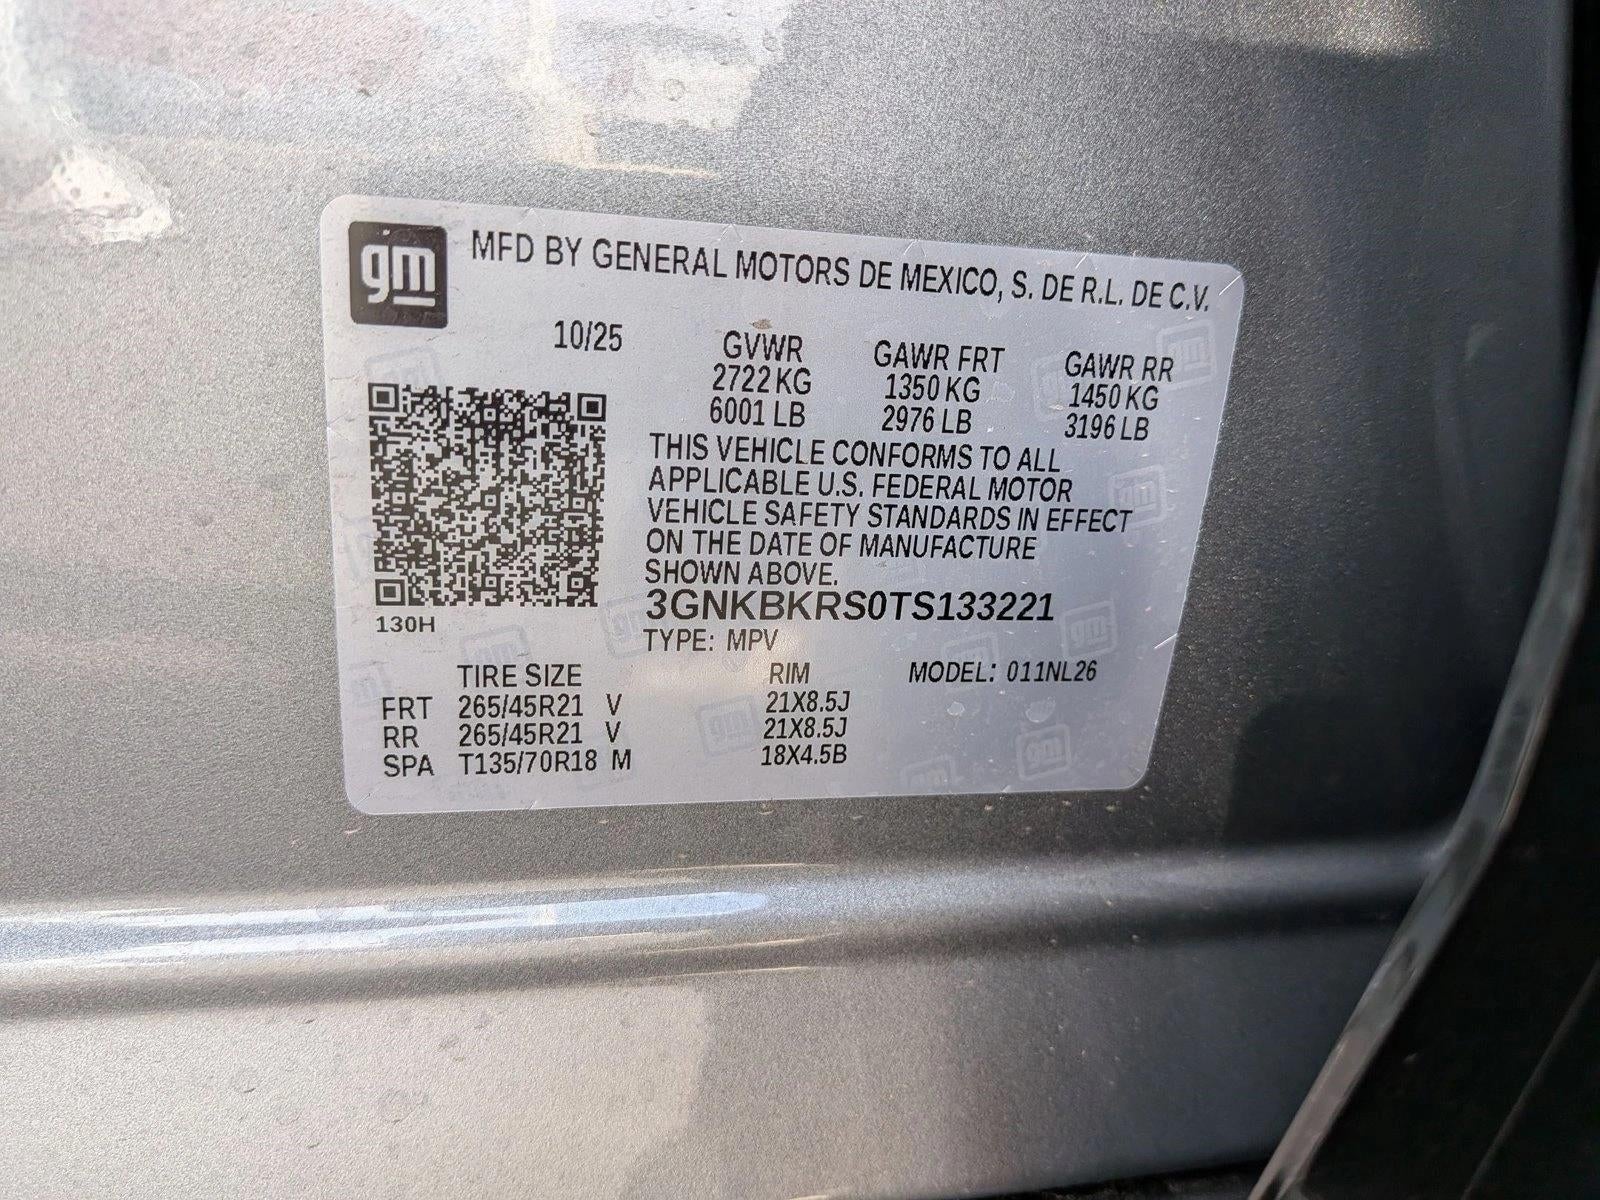 gm
MFD BY GENERAL MOTORS DE MEXICO, S. DE R.L. DE C.V.
10/25 GVWR GAWR FRT GAWR RR
2722 KG 1350 KG 1450 KG
6001 LB 2976 LB 3196 LB
THIS VEHICLE CONFORMS TO ALL
APPLICABLE U.S. FEDERAL MOTOR
VEHICLE SAFETY STANDARDS IN EFFECT
ON THE DATE OF MANUFACTURE
SHOWN ABOVE.
3GNKBKRS0TS133221
130H
TYPE: MPV
TIRE SIZE RIM MODEL: 011NL26
FRT 265/45R21 V 21X8.5J
RR 265/45R21 V 21X8.5J
SPA T135/70R18 M 18X4.5B